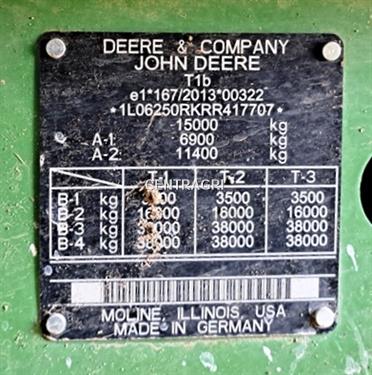 DEERE & COMPANY
JOHN DEERE
T1b
e1*167/2013*00322
*1L06250RKRR417707*
-15000 kg
A-1: 6900 kg
A-2: 11400 kg
T-1 T-2 T-3
CENTRAGRI
B-1 kg 3500 3500
B-2 kg 16000 16000
B-3 kg 38000 38000
B-4 kg 38000 38000 38000
MOLINE, ILLINOIS, USA
MADE IN GERMANY